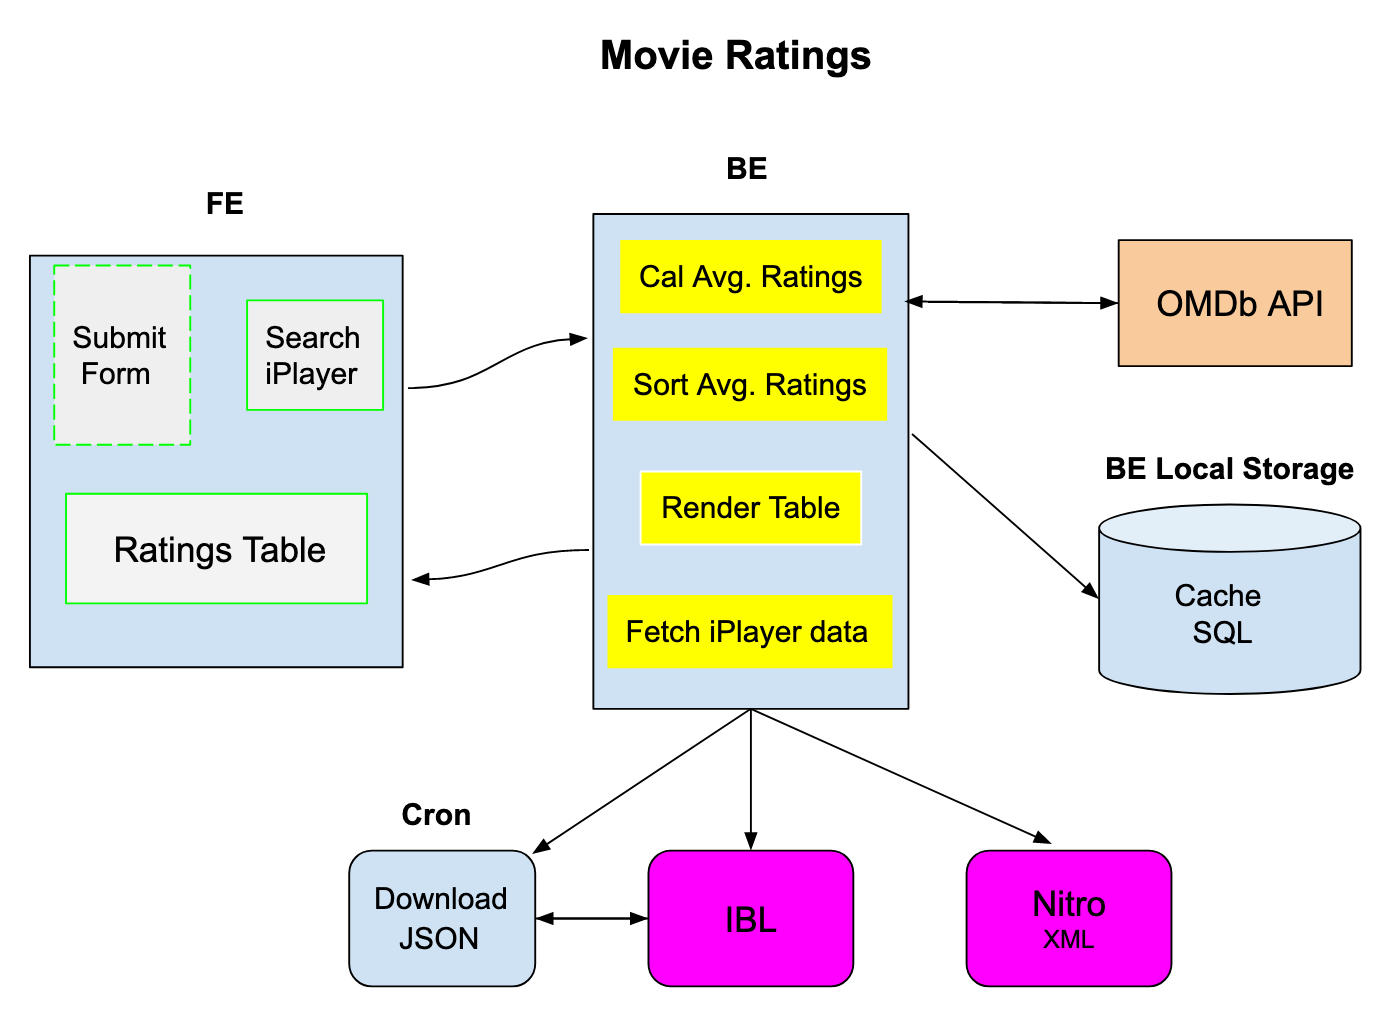 Movie Ratings
FE
Submit
Form
Search
iPlayer
Ratings Table
BE
Cal Avg. Ratings
Sort Avg. Ratings
Render Table
Fetch iPlayer data
OMDb API
BE Local Storage
Cache
SQL
Cron
Download
JSON
IBL
Nitro
XML